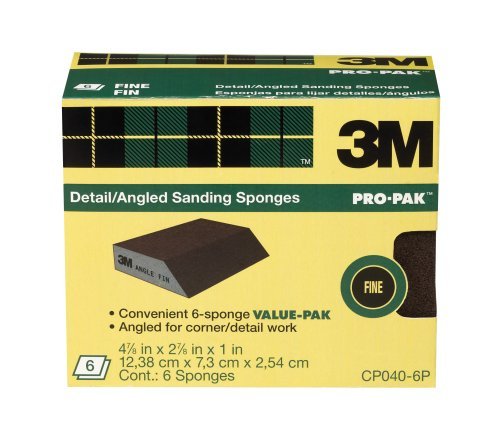 6
FINE
FIN
3M
PRO-PAK™
Detail/Angled Sanding Sponges
Esponjas para lijar detalles/ángulos
™
3M
Detail/Angled Sanding Sponges
PRO-PAK™
3M ANGLE FIN
FINE
• Convenient 6-sponge VALUE-PAK
• Angled for corner/detail work
6
4⅞ in x 2⅞ in x 1 in
12,38 cm x 7,3 cm x 2,54 cm
Cont.: 6 Sponges
CP040-6P